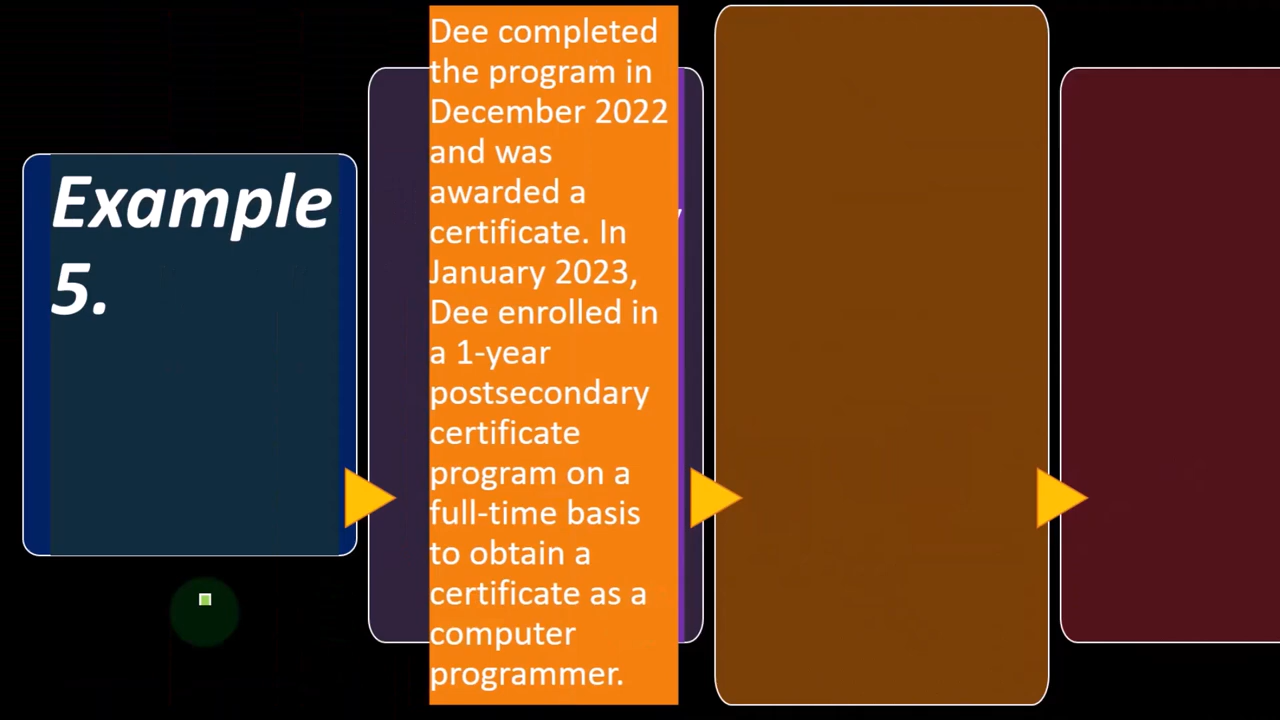 Example
5.
Dee completed
the program in
December 2022
and was
awarded a
certificate. In
January 2023,
Dee enrolled in
a 1-year
postsecondary
certificate
program on a
full-time basis
to obtain a
certificate as a
computer
programmer.